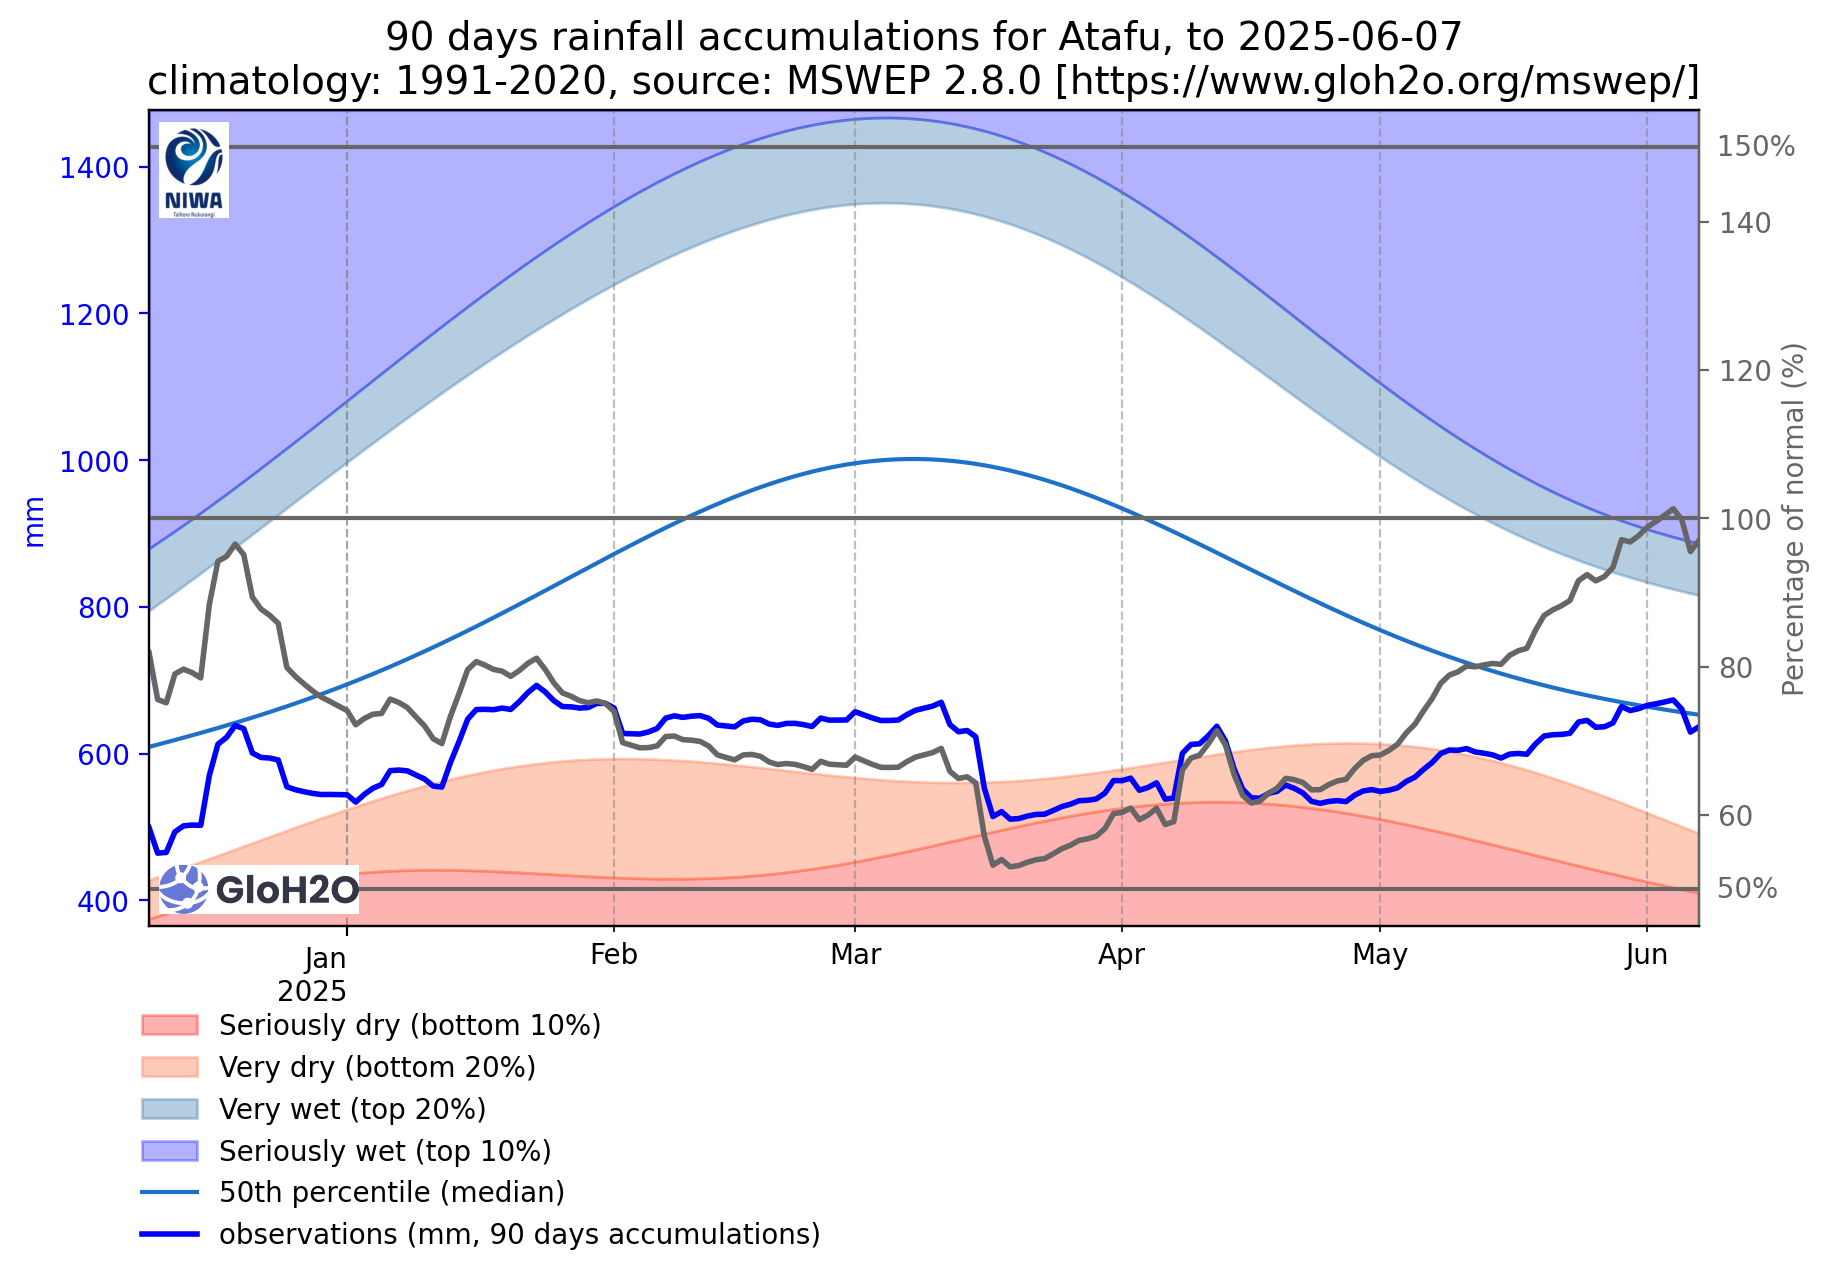 90 days rainfall accumulations for Atafu, to 2025-06-07
climatology: 1991-2020, source: MSWEP 2.8.0 [https://www.gloh2o.org/mswep/]
NIWA
Taihoro Nukurangi
1400
1200
1000
800
600
400
mm
150%
140
120
100
80
60
50%
Percentage of normal (%)
GloH2O
Jan
2025
Feb
Mar
Apr
May
Jun
Seriously dry (bottom 10%)
Very dry (bottom 20%)
Very wet (top 20%)
Seriously wet (top 10%)
50th percentile (median)
observations (mm, 90 days accumulations)